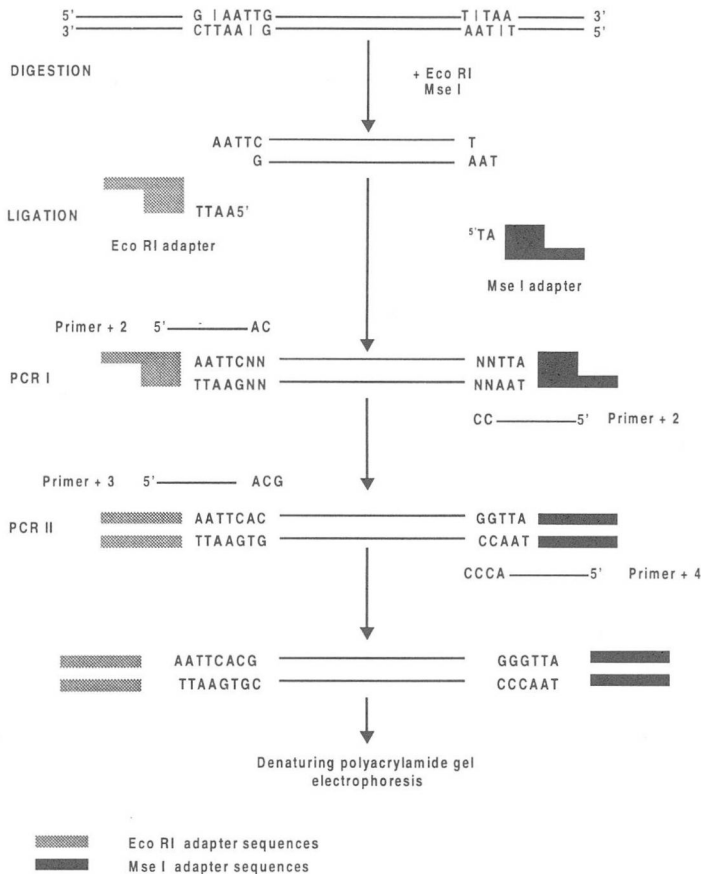 5' G | AATTG T | TAA 3'
3' CTTAA | G AAT | T 5'
DIGESTION
+ Eco RI
Mse I
AATTC T
G AAT
LIGATION
TTAA5'
Eco RI adapter
5'TA
Mse I adapter
Primer + 2 5' AC
PCR I
AATTCNN NNTTA
TTAAGNN NNAAT
CC 5' Primer + 2
Primer + 3 5' ACG
PCR II
AATTCAC GGTTA
TTAAGTG CCAAT
CCCA 5' Primer + 4
AATTCACG GGGTTA
TTAAGTGC CCCAAT
Denaturing polyacrylamide gel
electrophoresis
Eco RI adapter sequences
Mse I adapter sequences